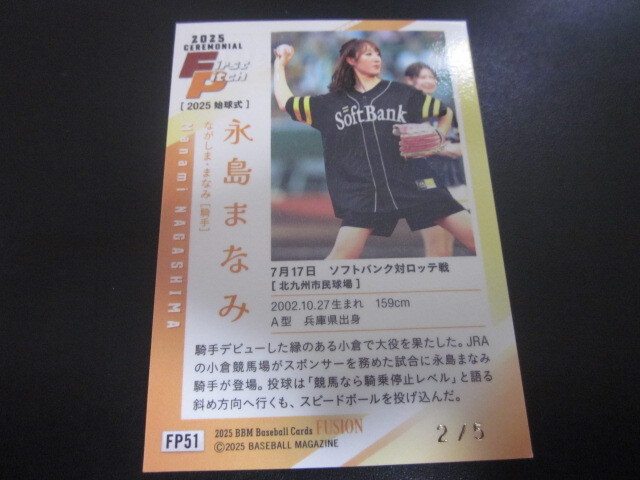 2025
CEREMONIAL
First
Pitch
[ 2025 始球式 ]
永島まなみ
ながしま・まなみ [騎手]
Manami NAGASHIMA
SoftBank
7月17日 ソフトバンク対ロッテ戦
[ 北九州市民球場 ]
2002.10.27生まれ 159cm
A型 兵庫県出身
騎手デビューした縁のある小倉で大役を果たした。JRA
の小倉競馬場がスポンサーを務めた試合に永島まなみ
騎手が登場。投球は「競馬なら騎乗停止レベル」と語る
斜め方向へ行くも、スピードボールを投げ込んだ。
FP51
2025 BBM Baseball Cards FUSION
©2025 BASEBALL MAGAZINE
2/5